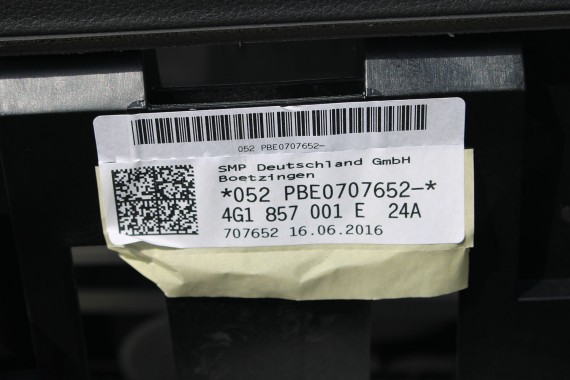 052 PBE0707652-
SMP Deutschland GmbH
Boetzingen
*052 PBE0707652-*
4G1 857 001 E 24A
707652 16.06.2016